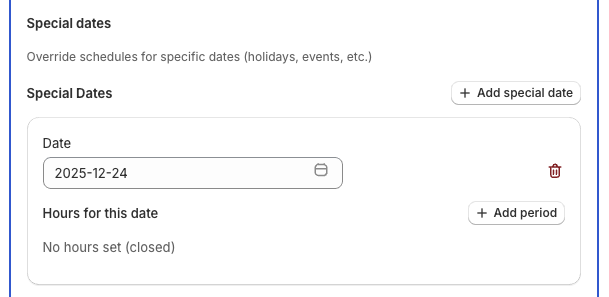 Special dates
Override schedules for specific dates (holidays, events, etc.)
Special Dates
+ Add special date
Date
2025-12-24
Hours for this date
+ Add period
No hours set (closed)